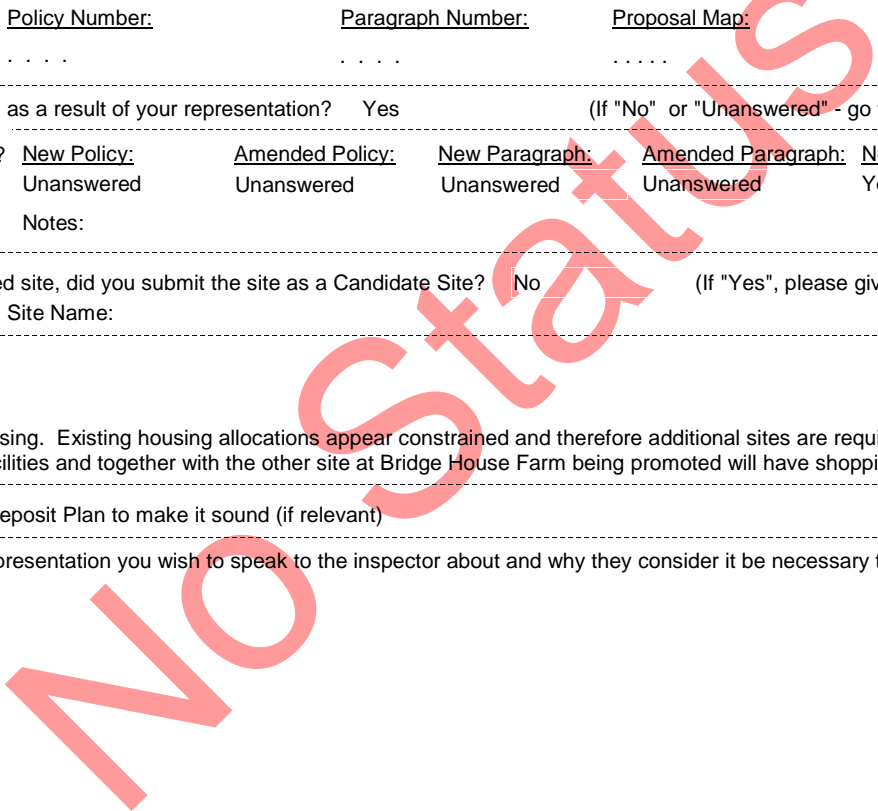 Policy Number: Paragraph Number: Proposal Map:
. . . . . . . . . . . . .
as a result of your representation? Yes (If "No" or "Unanswered" - go
? New Policy: Amended Policy: New Paragraph: Amended Paragraph:
Unanswered Unanswered Unanswered Unanswered
Notes:
ed site, did you submit the site as a Candidate Site? No (If "Yes", please giv
Site Name:
sing. Existing housing allocations appear constrained and therefore additional sites are requi
cilities and together with the other site at Bridge House Farm being promoted will have shoppi
eposit Plan to make it sound (if relevant)
presentation you wish to speak to the inspector about and why they consider it be necessary t
No Status